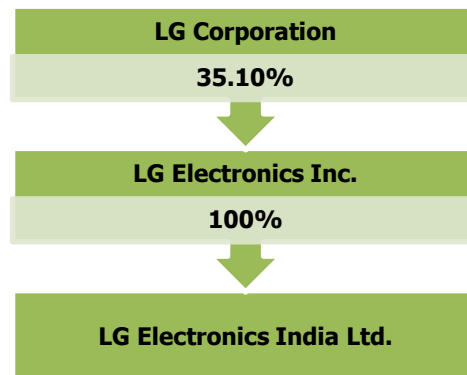 LG Corporation
35.10%
LG Electronics Inc.
100%
LG Electronics India Ltd.